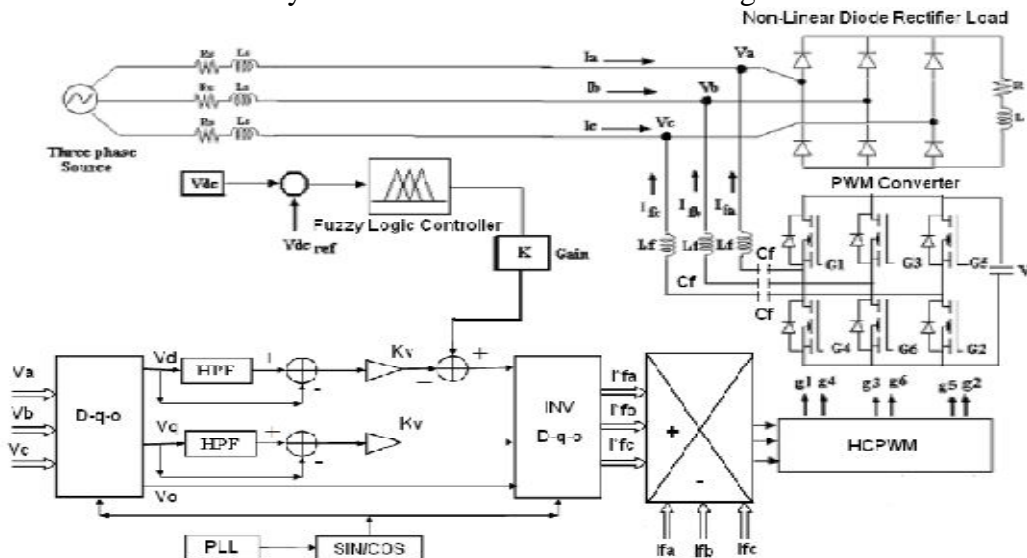 Non-Linear Diode Rectifier Load
Rs Ls
Ia
Va
Rs Ls
Ib
Vb
R
L
Rs Ls
Ic
Vc
Three phase
Source
Vdc
PWM Converter
Fuzzy Logic Controller
Vdc ref
K
Gain
I fc
I fb
I fa
Lf
Lf
Lf
Cf
Cf
Cf
G1
G3
G5
V
G4
G6
G2
g1 g4
g3 g6
g5 g2
Va
Vb
Vc
D-q-o
Vd
HPF
+
-
Kv
-
+
Vq
HPF
+
-
Kv
Vo
INV
D-q-o
I*fa
I*fb
I*fc
+
-
HCPWM
PLL
SIN/COS
Ifa
Ifb
Ifc